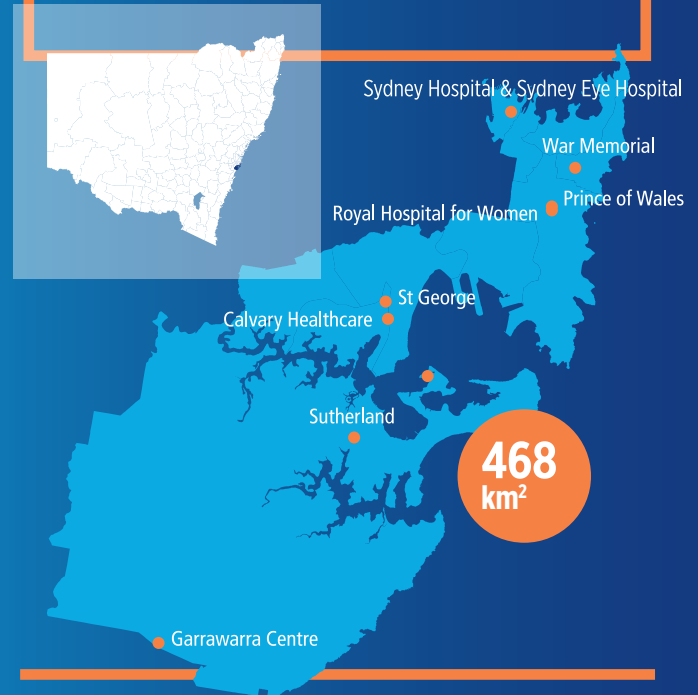 Sydney Hospital & Sydney Eye Hospital
War Memorial
Prince of Wales
Royal Hospital for Women
St George
Calvary Healthcare
Sutherland
468
km²
Garrawarra Centre